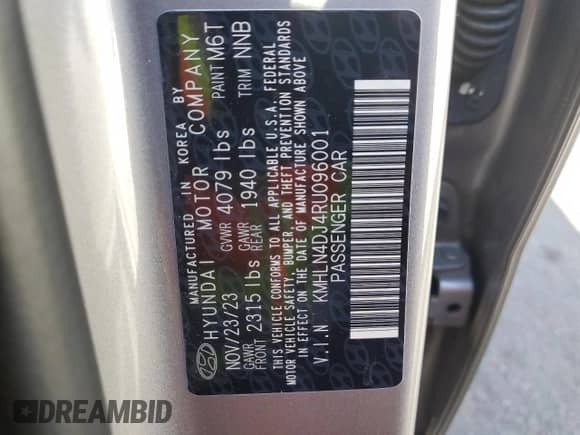 MANUFACTURED IN KOREA BY
HYUNDAI MOTOR COMPANY
NOV/23/23 GVWR 4079 lbs PAINT M6T
GAWR FRONT 2315 lbs GAWR REAR 1940 lbs TRIM NNB
THIS VEHICLE CONFORMS TO ALL APPLICABLE U.S.A. FEDERAL
MOTOR VEHICLE SAFETY, BUMPER, AND THEFT PREVENTION STANDARDS
IN EFFECT ON THE DATE OF MANUFACTURE SHOWN ABOVE
V.I.N KMHLN4DJ4RU096001
PASSENGER CAR
DREAMBID